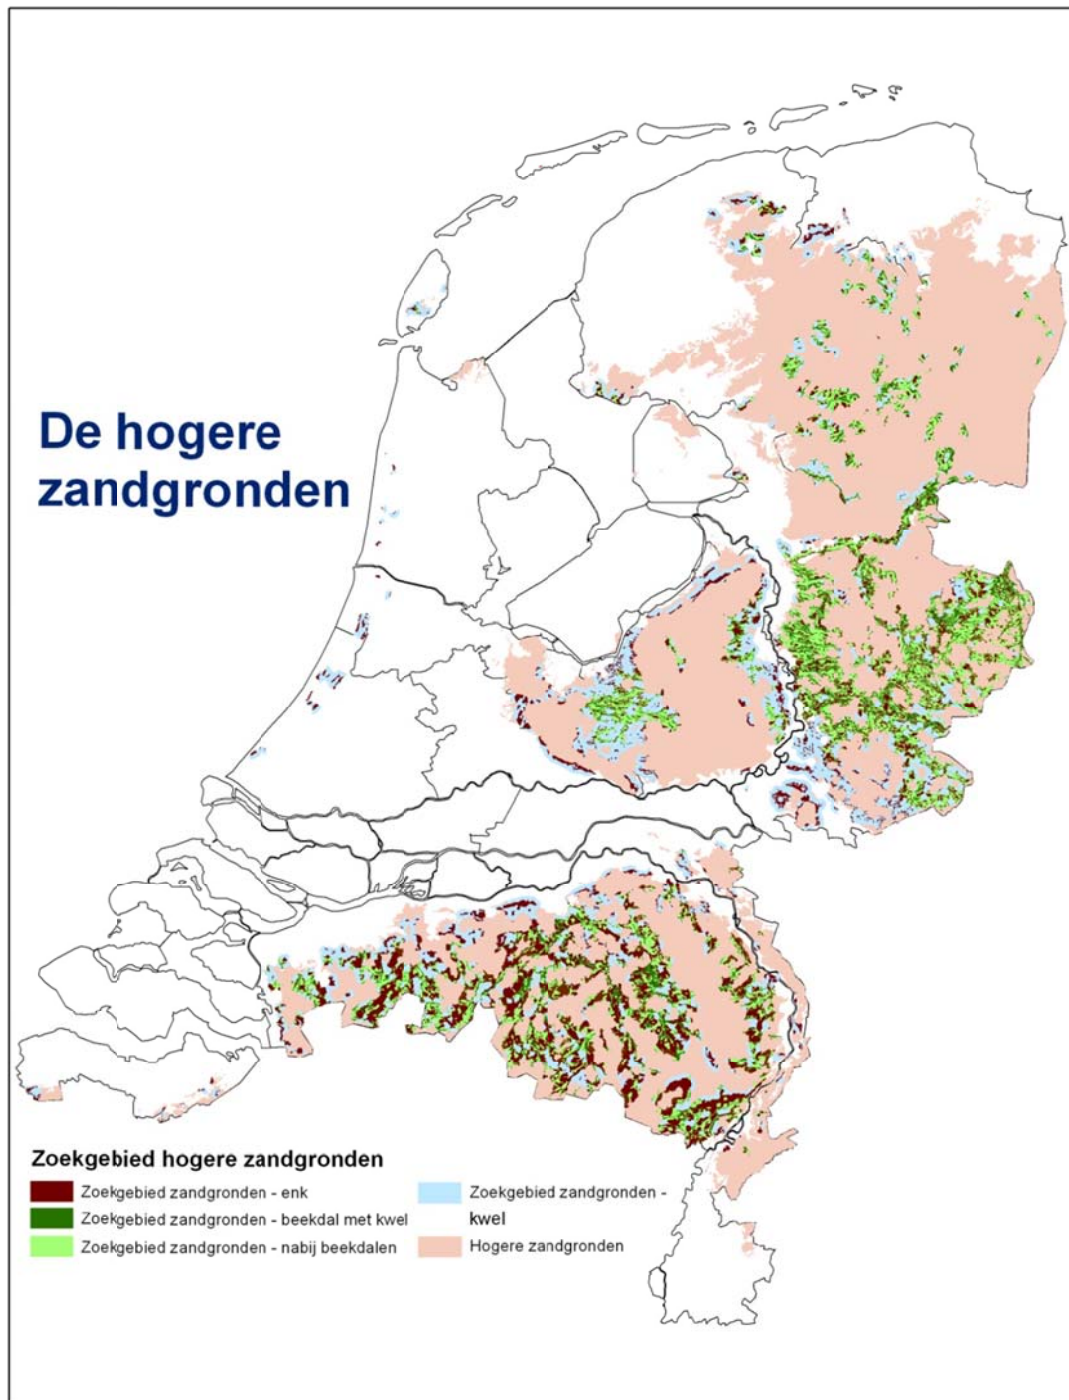 De hogere
zandgronden
Zoekgebied hogere zandgronden
Zoekgebied zandgronden - enk
Zoekgebied zandgronden - beekdal met kwel
Zoekgebied zandgronden - nabij beekdalen
Zoekgebied zandgronden -
kwel
Hogere zandgronden